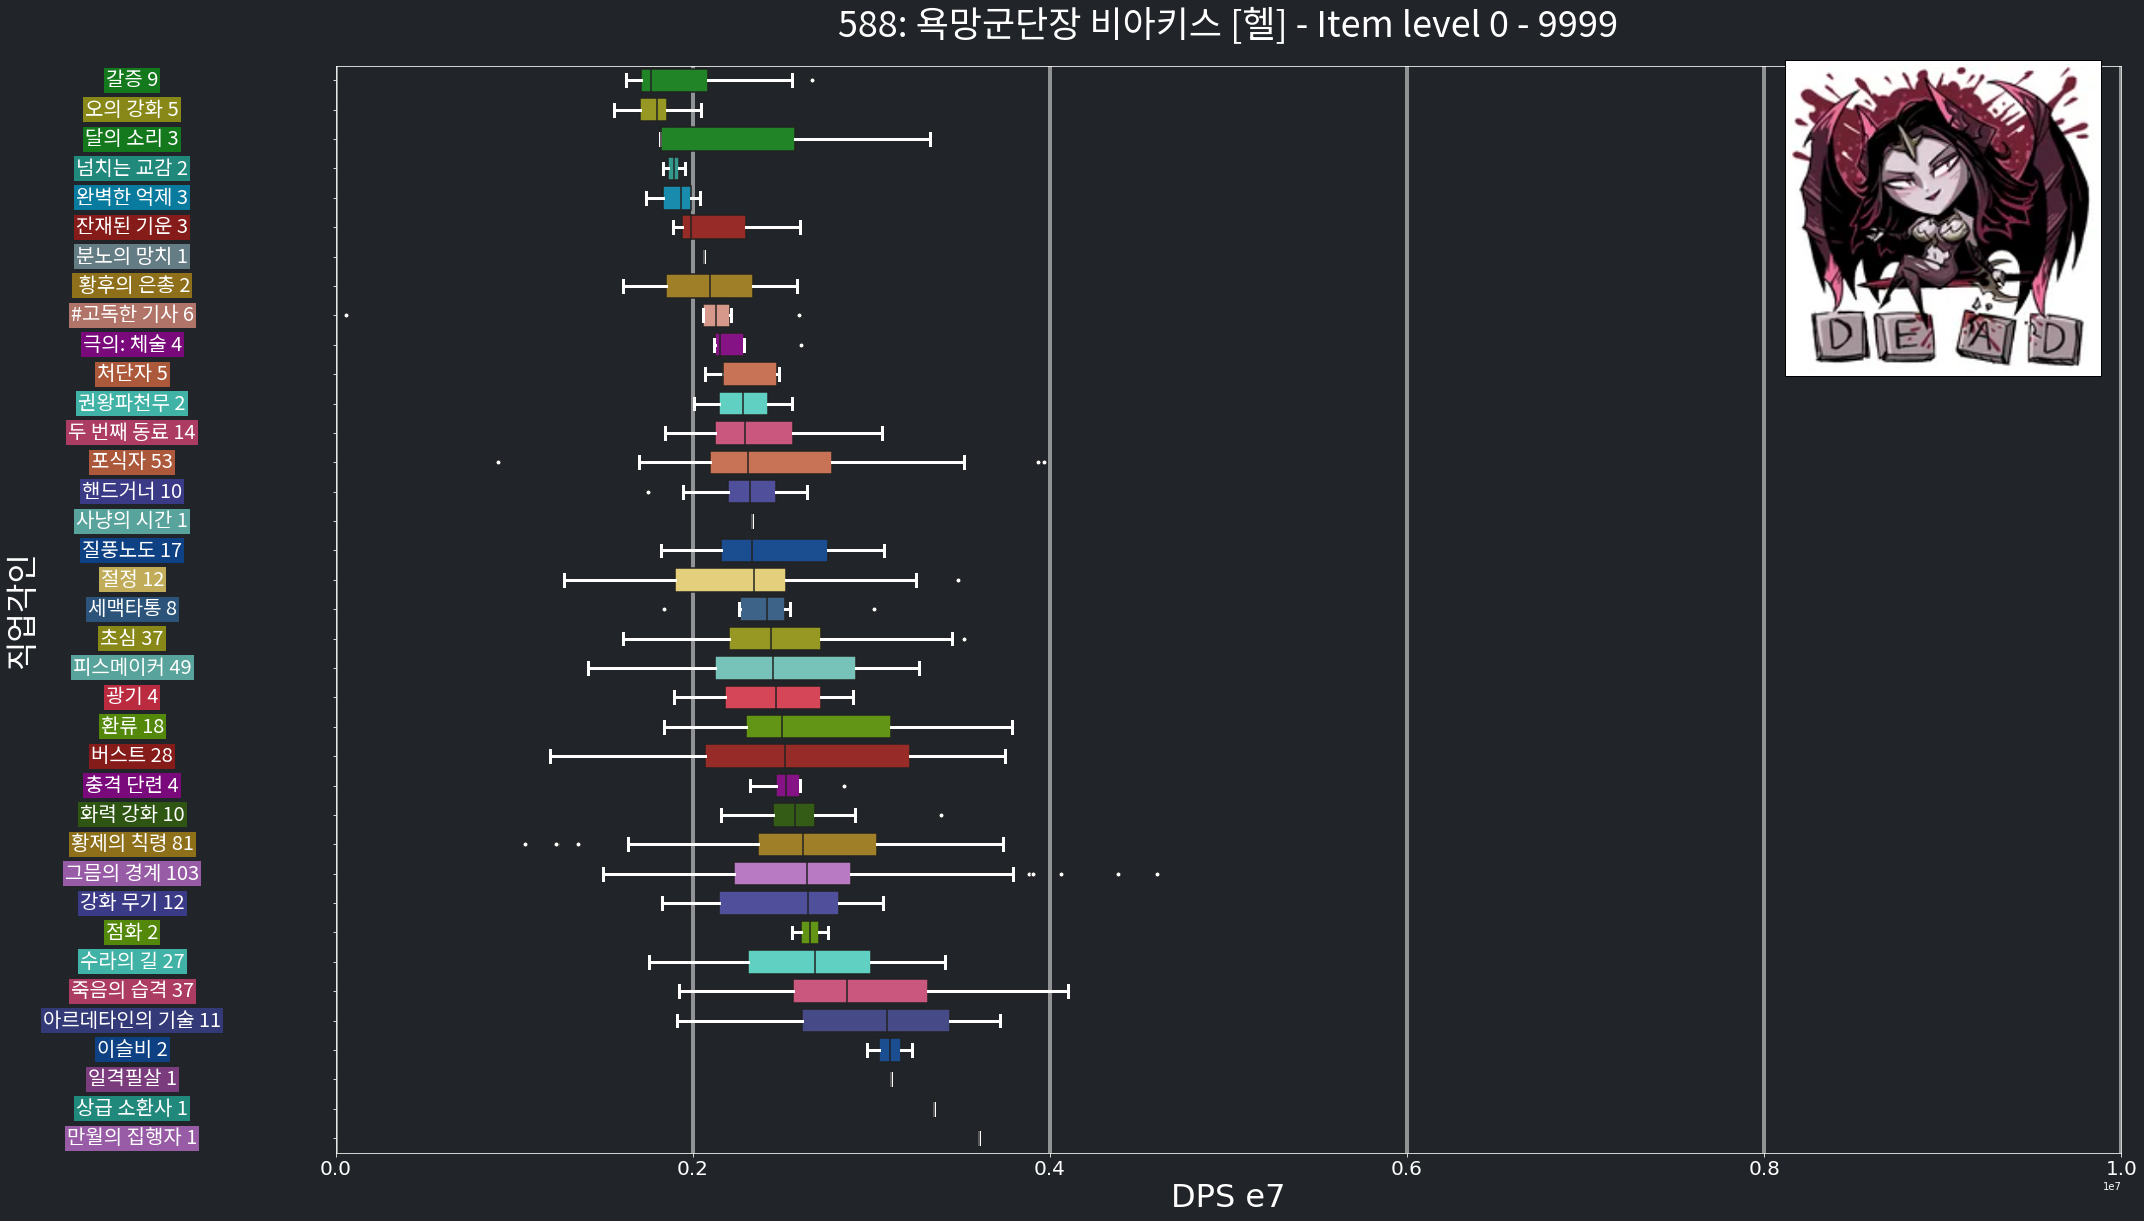 588: 욕망군단장 비아키스 [헬] - Item level 0 - 9999
갈증 9
오의 강화 5
달의 소리 3
넘치는 교감 2
완벽한 억제 3
잔재된 기운 3
분노의 망치 1
황후의 은총 2
#고독한 기사 6
극의: 체술 4
처단자 5
권왕파천무 2
두 번째 동료 14
포식자 53
핸드거너 10
사냥의 시간 1
질풍노도 17
절정 12
세맥타통 8
초심 37
피스메이커 49
광기 4
환류 18
버스트 28
충격 단련 4
화력 강화 10
황제의 칙령 81
그믐의 경계 103
강화 무기 12
점화 2
수라의 길 27
죽음의 습격 37
아르데타인의 기술 11
이슬비 2
일격필살 1
상급 소환사 1
만월의 집행자 1
직업각인
0.0 0.2 0.4 0.6 0.8 1.0
1e7
DPS e7
D E A D